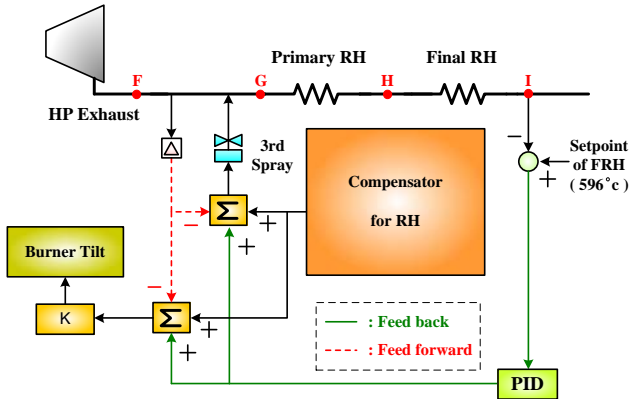 Primary RH
Final RH
F
G
H
I
HP Exhaust
Δ
3rd
Spray
−
Setpoint
of FRH
( 596°c )
+
Compensator
for RH
Σ
−
+
+
Burner Tilt
−
K
Σ
+
+
: Feed back
: Feed forward
PID